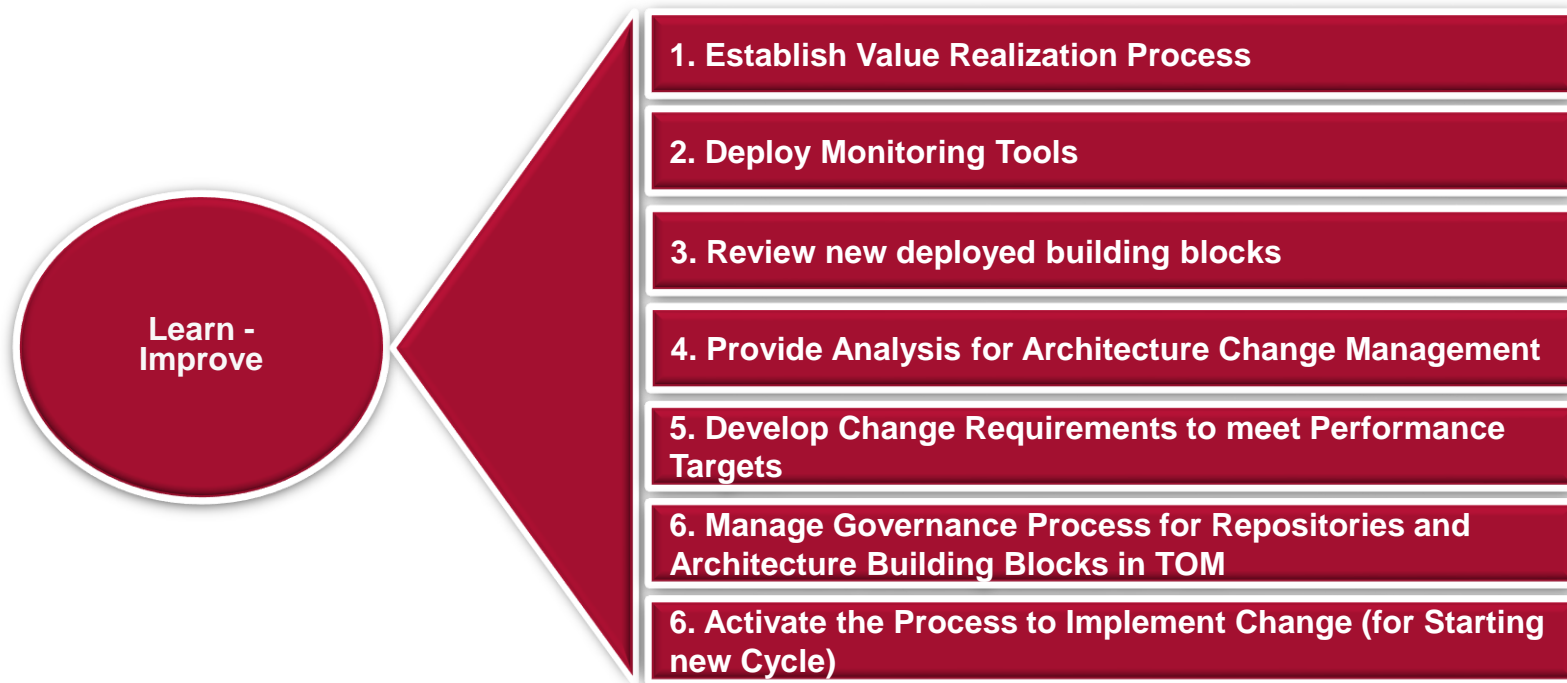 Learn -
Improve
1. Establish Value Realization Process
2. Deploy Monitoring Tools
3. Review new deployed building blocks
4. Provide Analysis for Architecture Change Management
5. Develop Change Requirements to meet Performance
Targets
6. Manage Governance Process for Repositories and
Architecture Building Blocks in TOM
6. Activate the Process to Implement Change (for Starting
new Cycle)